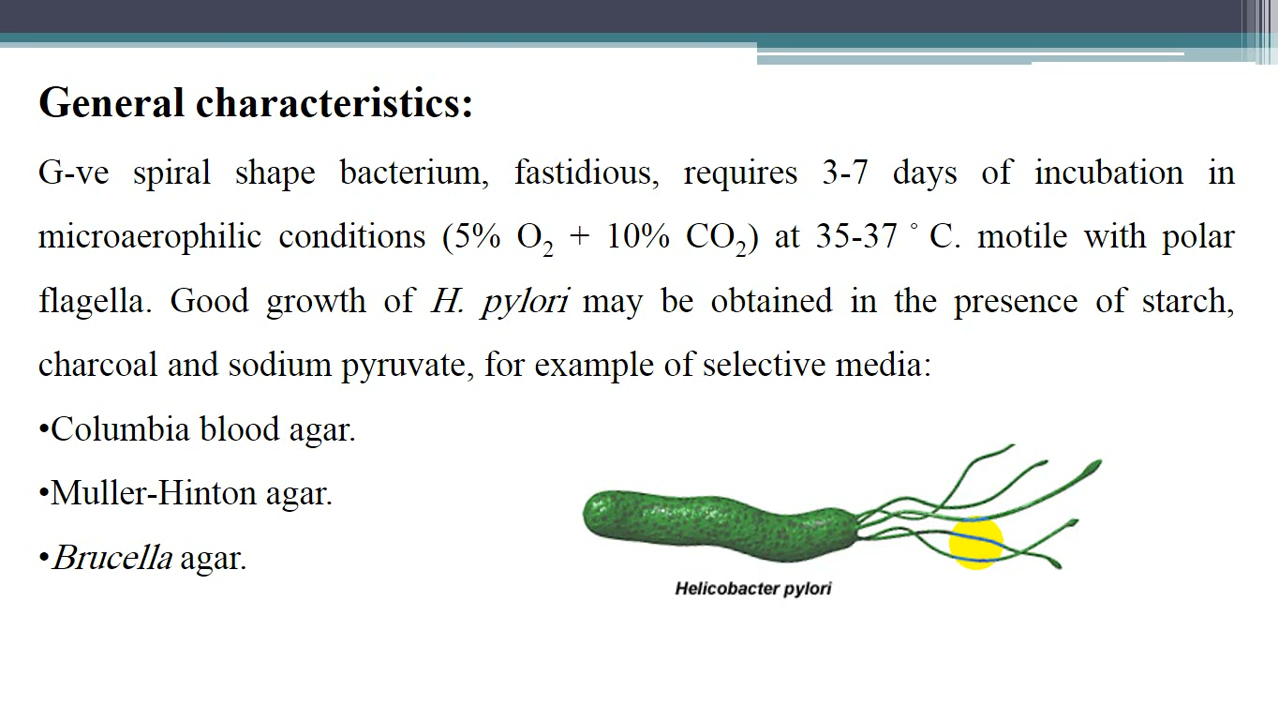 General characteristics:
G-ve spiral shape bacterium, fastidious, requires 3-7 days of incubation in
microaerophilic conditions (5% O₂ + 10% CO₂) at 35-37 ° C. motile with polar
flagella. Good growth of H. pylori may be obtained in the presence of starch,
charcoal and sodium pyruvate, for example of selective media:
•Columbia blood agar.
•Muller-Hinton agar.
•Brucella agar.
Helicobacter pylori